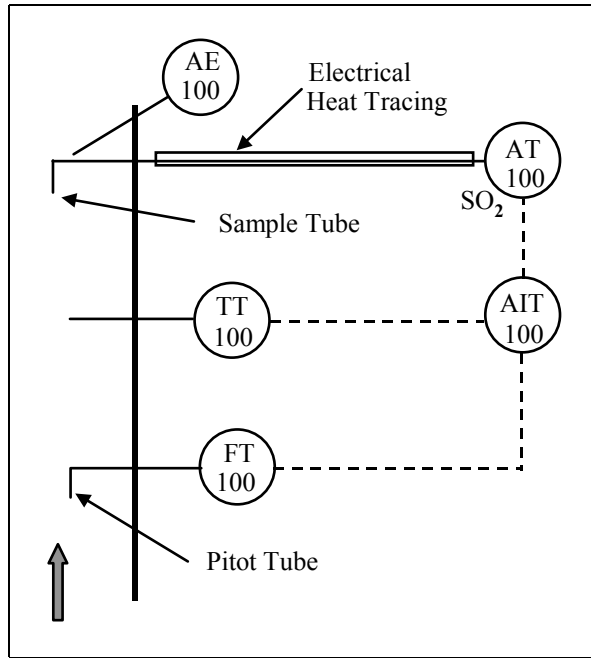 AE
100
Electrical
Heat Tracing
AT
100
SO₂
Sample Tube
TT
100
AIT
100
FT
100
Pitot Tube